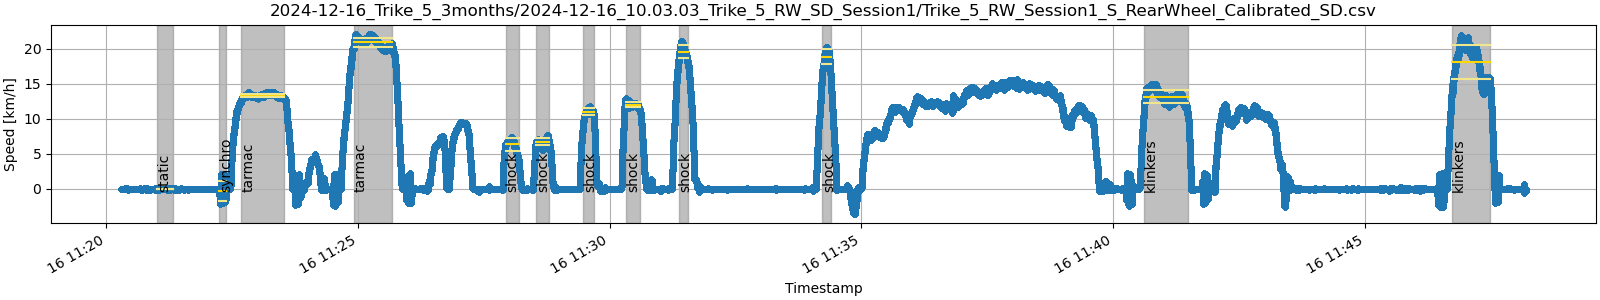 2024-12-16_Trike_5_3months/2024-12-16_10.03.03_Trike_5_RW_SD_Session1/Trike_5_RW_Session1_S_RearWheel_Calibrated_SD.csv
Speed [km/h]
20
15
10
5
0
static
synchro
tarmac
tarmac
shock
shock
shock
shock
shock
shock
klinkers
klinkers
16 11:20
16 11:25
16 11:30
16 11:35
16 11:40
16 11:45
Timestamp